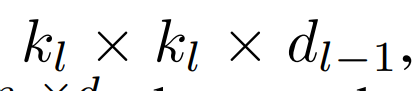 k_l × k_l × d_{l−1},